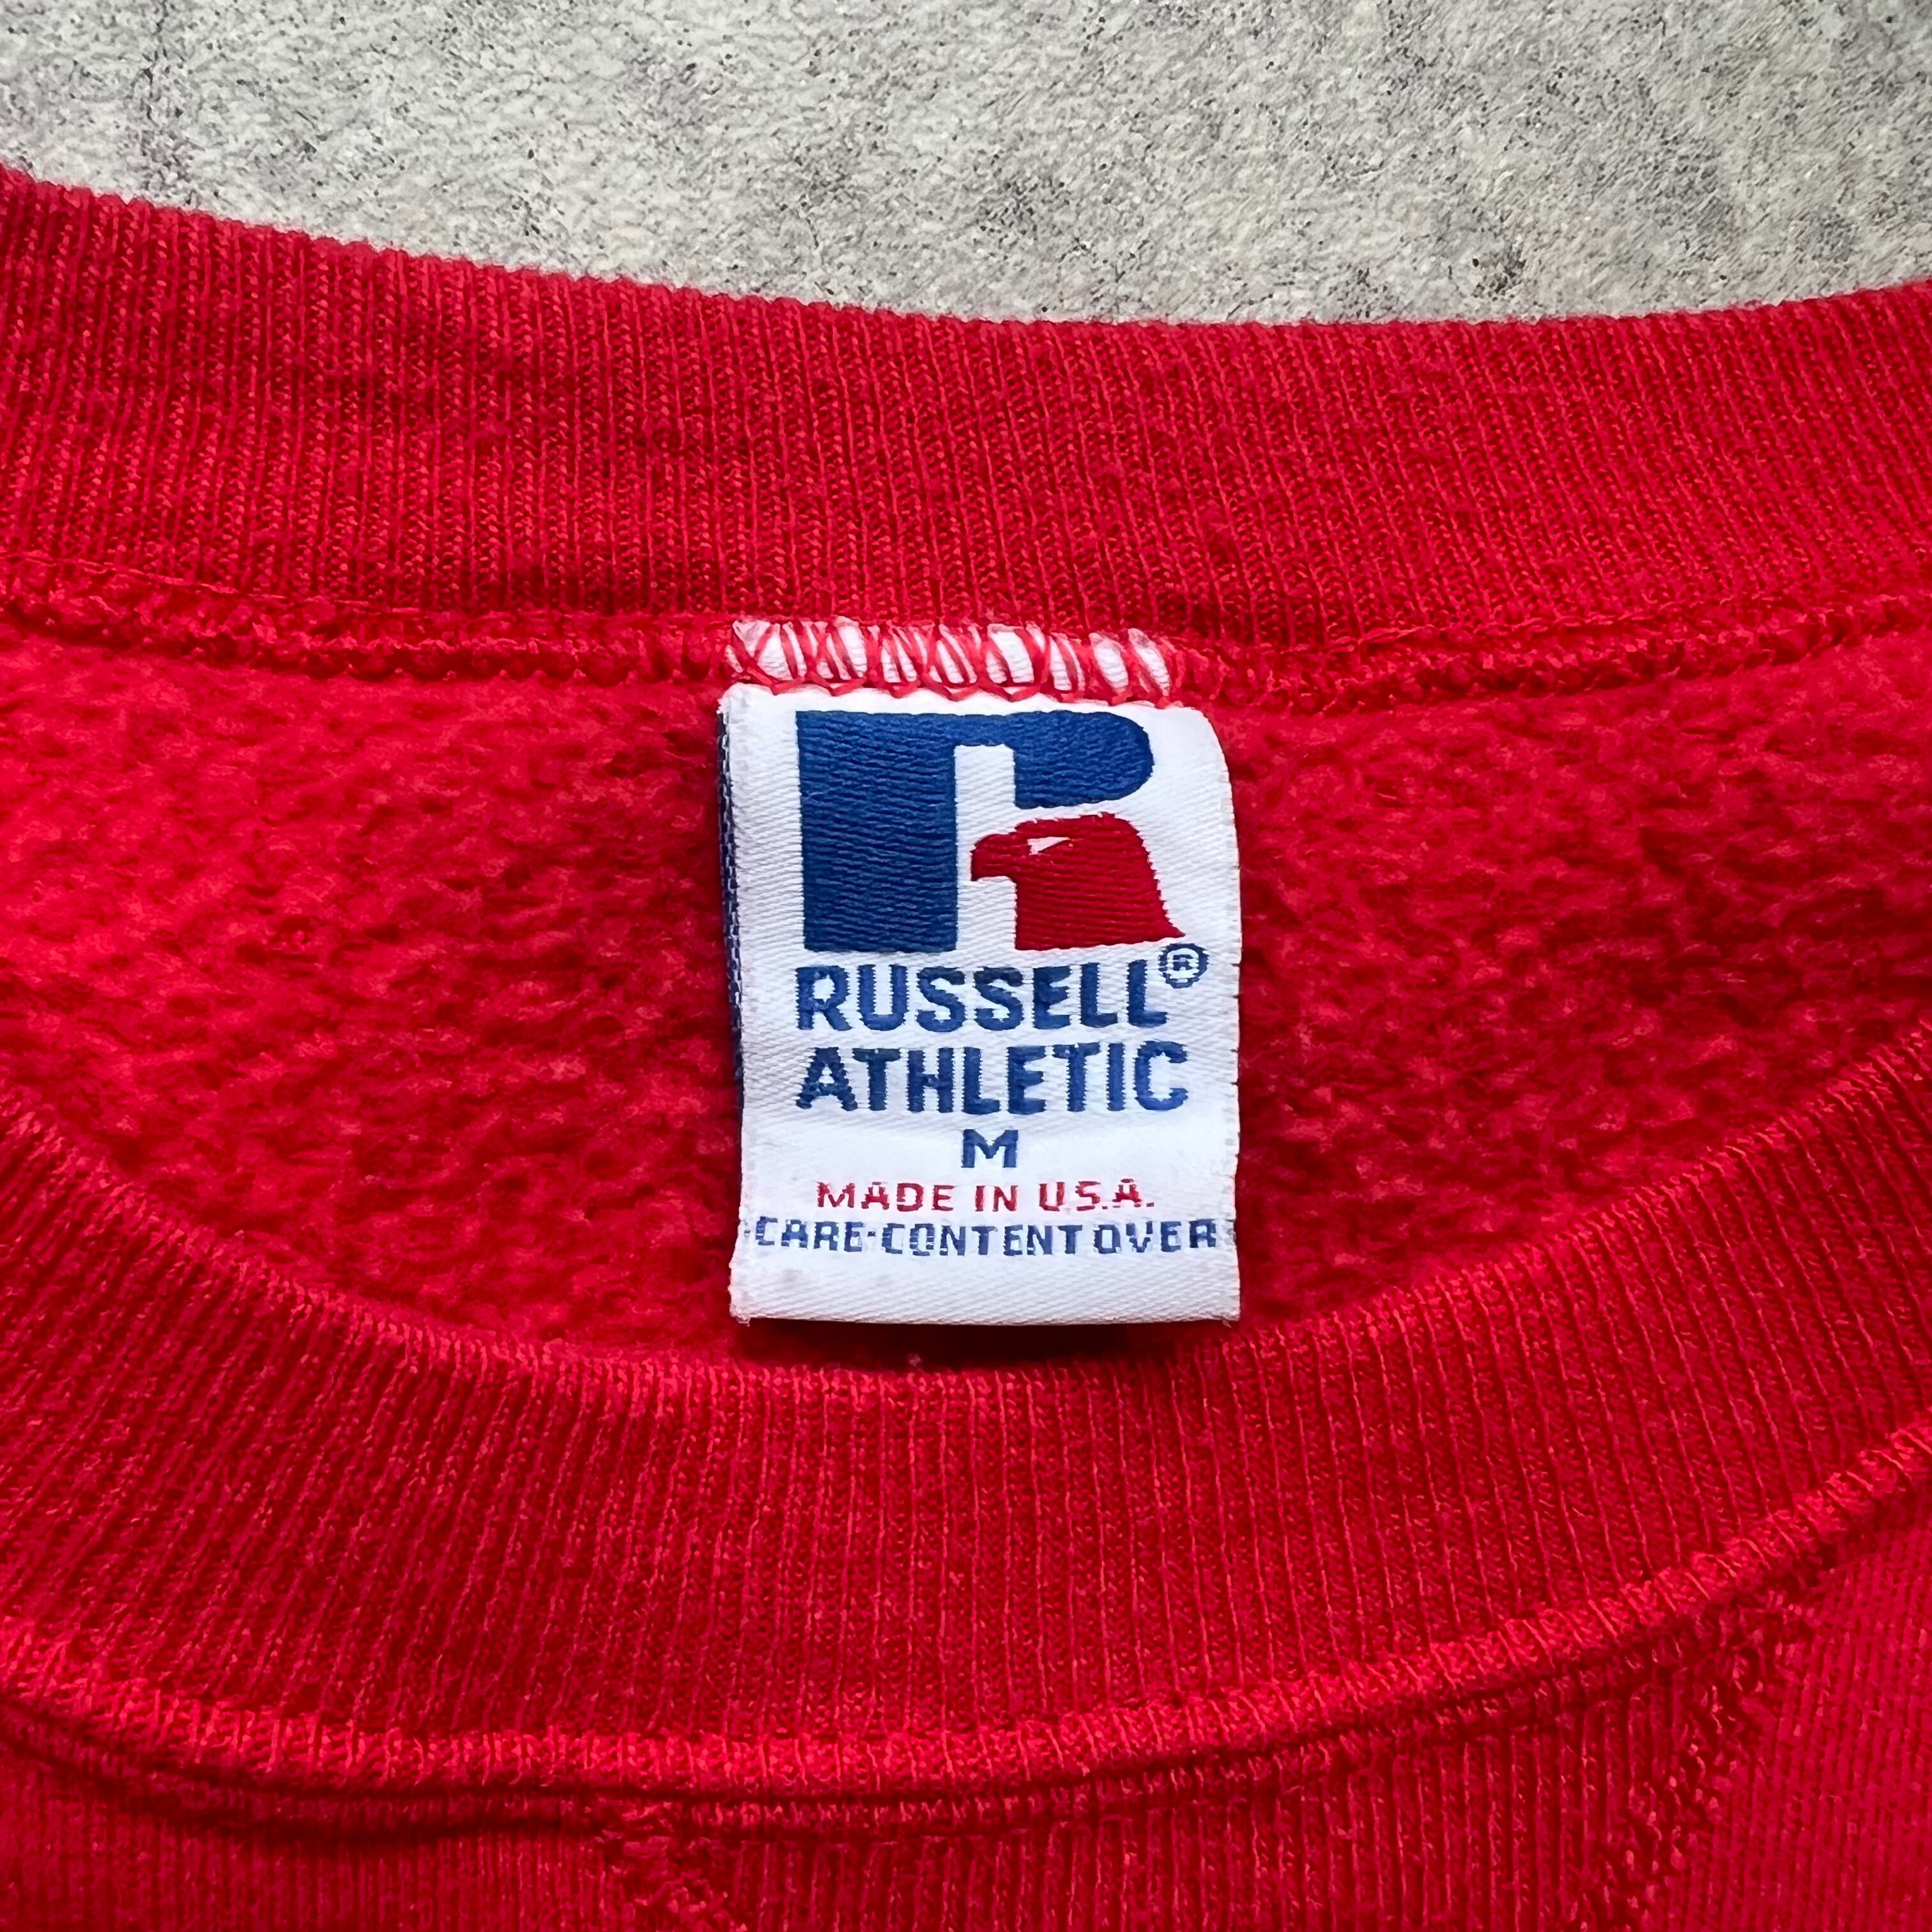 RUSSELL®
ATHLETIC
M
MADE IN U.S.A.
CARE·CONTENT OVER